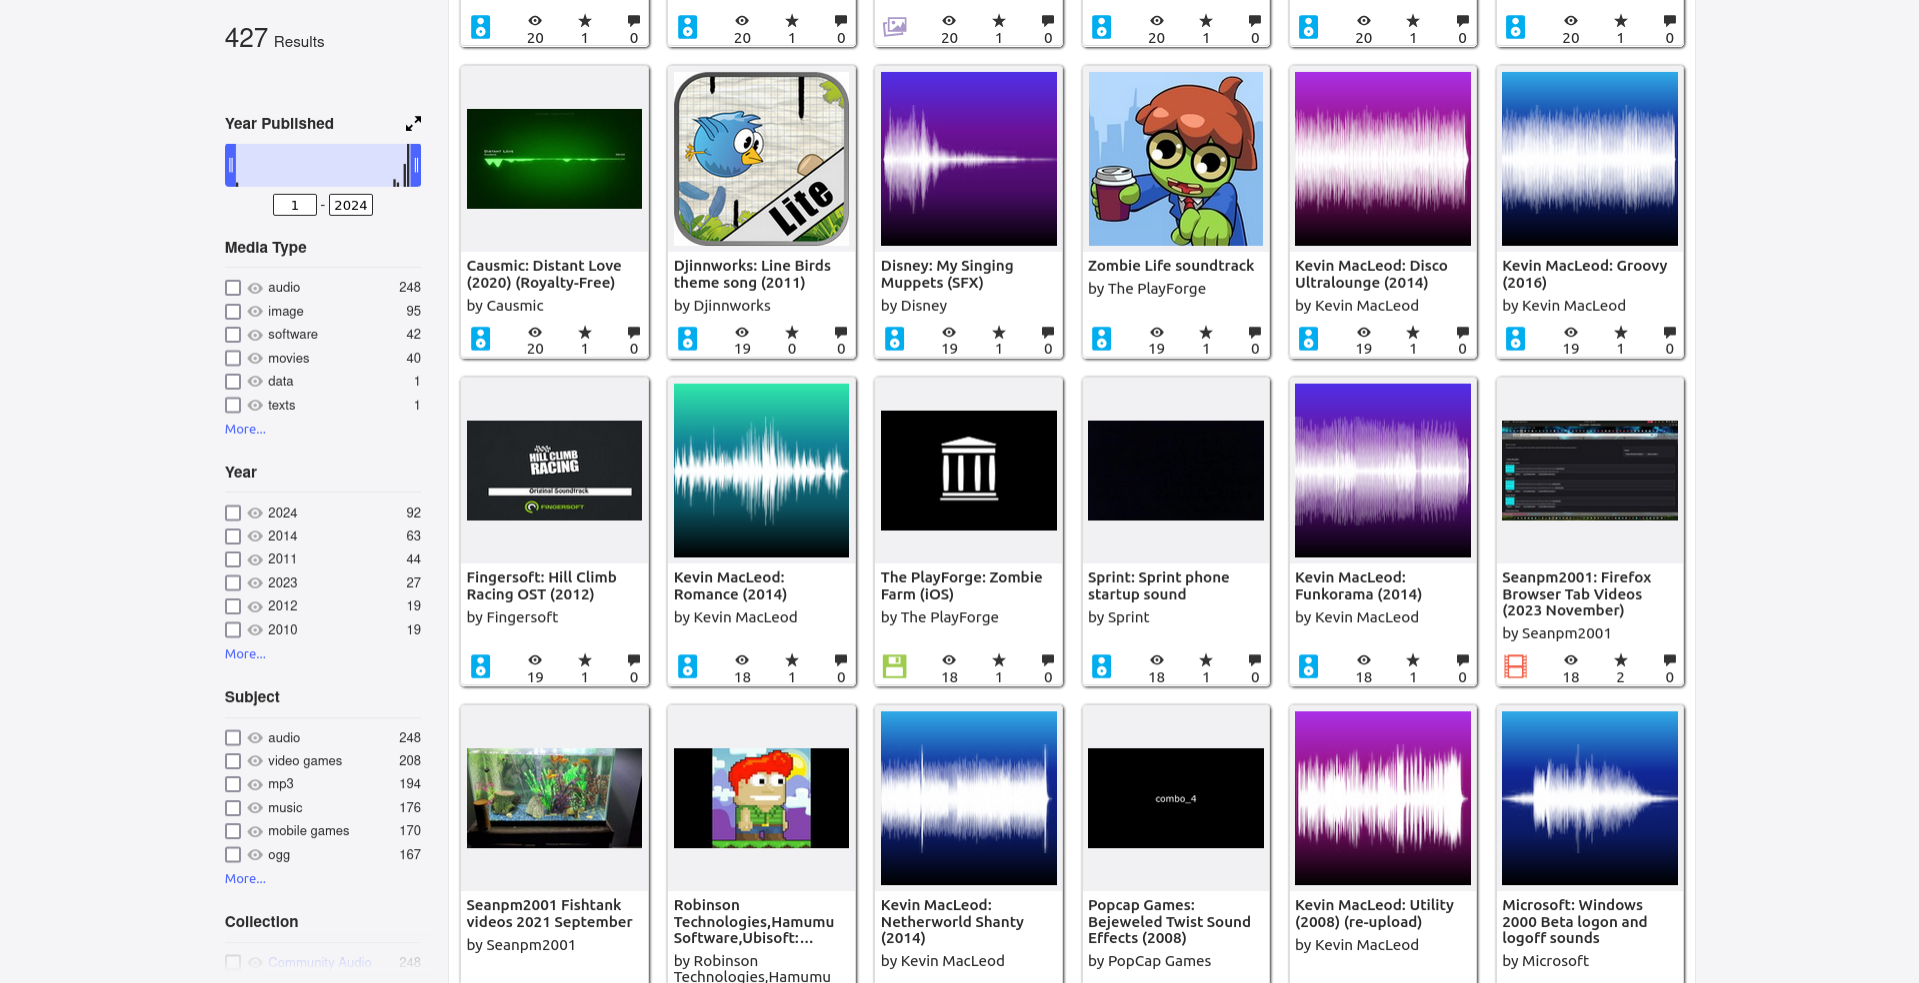 427 Results
Year Published
1 - 2024
Media Type
audio 248
image 95
software 42
movies 40
data 1
texts 1
More...
Year
2024 92
2014 63
2011 44
2023 27
2012 19
2010 19
More...
Subject
audio 248
video games 208
mp3 194
music 176
mobile games 170
ogg 167
More...
Collection
Community Audio 248
20 1 0
20 1 0
20 1 0
20 1 0
20 1 0
20 1 0
DISTANT LOVE
Causmic: Distant Love
(2020) (Royalty-Free)
by Causmic
20 1 0
Lite
Djinnworks: Line Birds
theme song (2011)
by Djinnworks
19 0 0
Disney: My Singing
Muppets (SFX)
by Disney
19 1 0
Zombie Life soundtrack
by The PlayForge
19 1 0
Kevin MacLeod: Disco
Ultralounge (2014)
by Kevin MacLeod
19 1 0
Kevin MacLeod: Groovy
(2016)
by Kevin MacLeod
19 1 0
HILL CLIMB
RACING
Original Soundtrack
FINGERSOFT
Fingersoft: Hill Climb
Racing OST (2012)
by Fingersoft
19 1 0
Kevin MacLeod:
Romance (2014)
by Kevin MacLeod
18 1 0
The PlayForge: Zombie
Farm (iOS)
by The PlayForge
18 1 0
Sprint: Sprint phone
startup sound
by Sprint
18 1 0
Kevin MacLeod:
Funkorama (2014)
by Kevin MacLeod
18 1 0
Seanpm2001: Firefox
Browser Tab Videos
(2023 November)
by Seanpm2001
18 2 0
Seanpm2001 Fishtank
videos 2021 September
by Seanpm2001
Robinson
Technologies,Hamumu
Software,Ubisoft:...
by Robinson
Technologies,Hamumu
Kevin MacLeod:
Netherworld Shanty
(2014)
by Kevin MacLeod
combo_4
Popcap Games:
Bejeweled Twist Sound
Effects (2008)
by PopCap Games
Kevin MacLeod: Utility
(2008) (re-upload)
by Kevin MacLeod
Microsoft: Windows
2000 Beta logon and
logoff sounds
by Microsoft